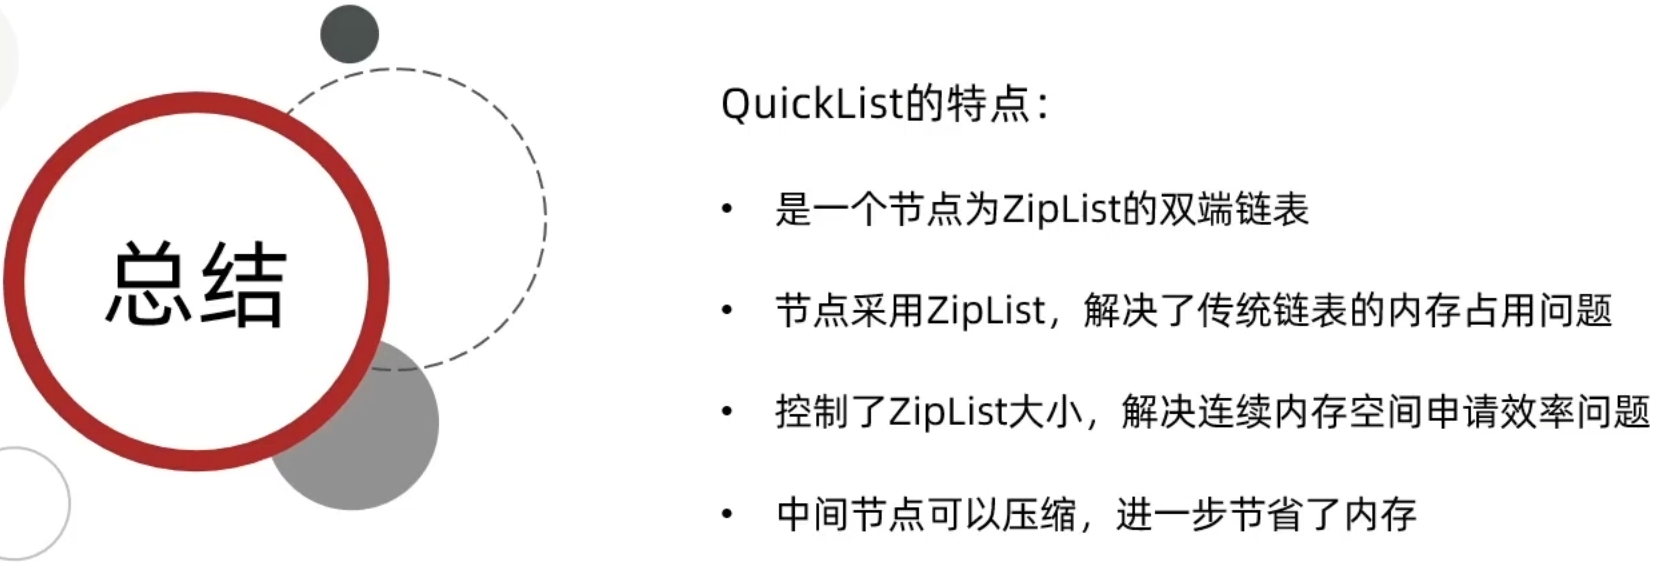 总结
QuickList的特点：
• 是一个节点为ZipList的双端链表
• 节点采用ZipList，解决了传统链表的内存占用问题
• 控制了ZipList大小，解决连续内存空间申请效率问题
• 中间节点可以压缩，进一步节省了内存